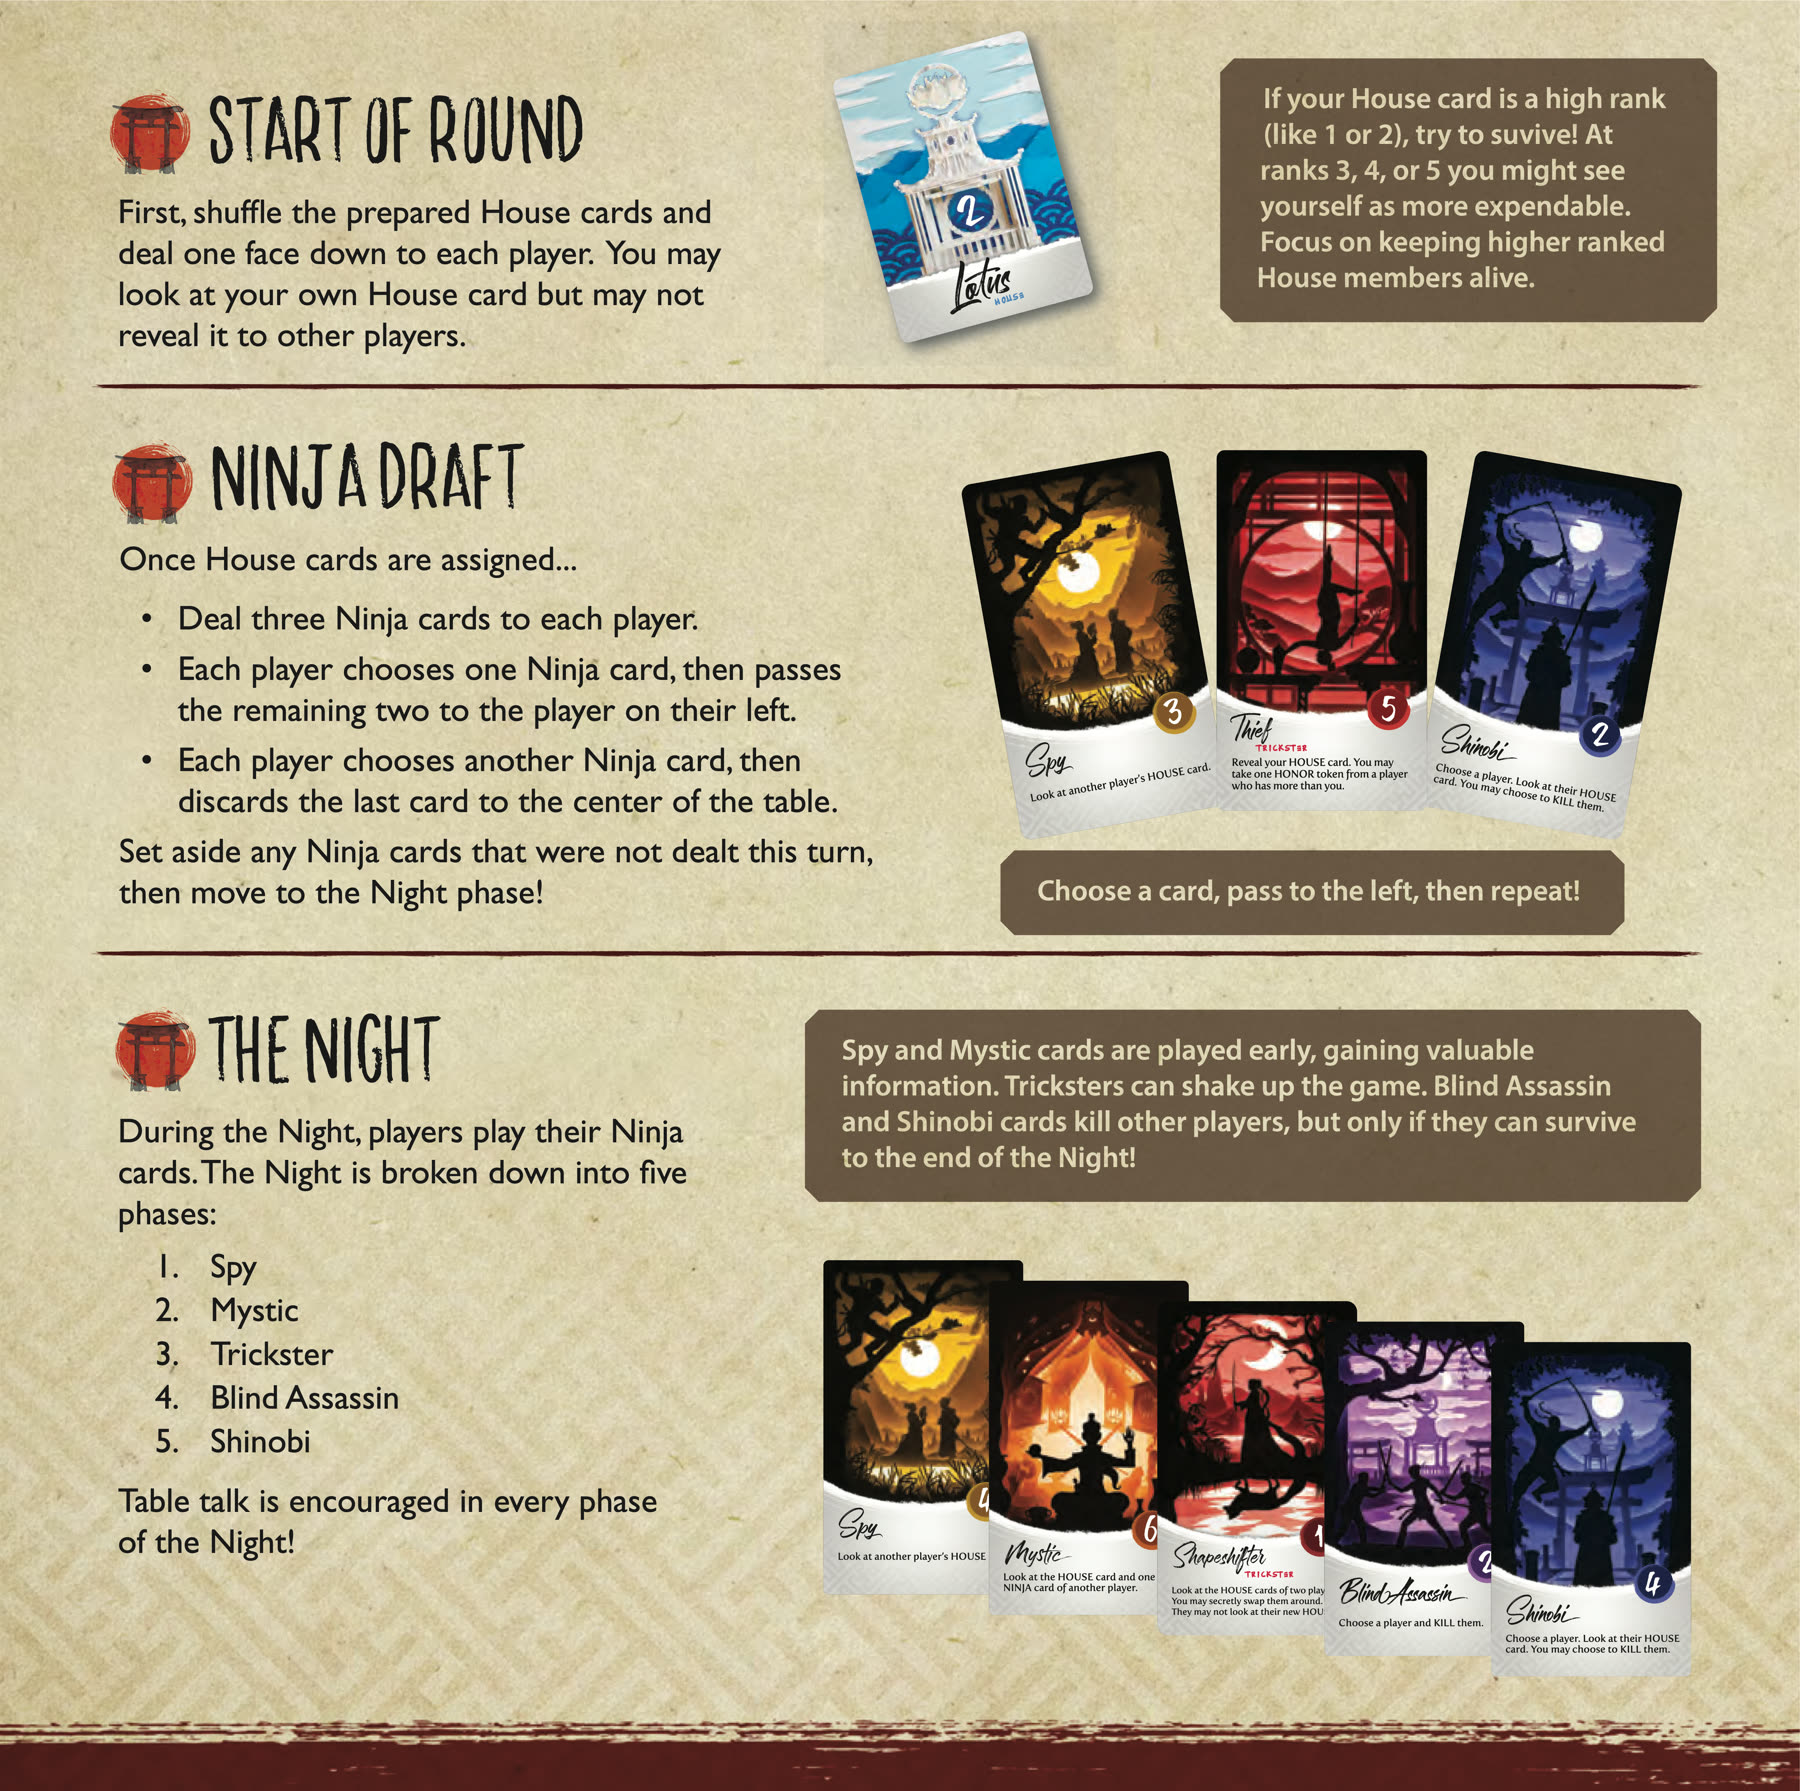 START OF ROUND
First, shuffle the prepared House cards and
deal one face down to each player. You may
look at your own House card but may not
reveal it to other players.
2
Lotus
HOUSE
If your House card is a high rank
(like 1 or 2), try to suvive! At
ranks 3, 4, or 5 you might see
yourself as more expendable.
Focus on keeping higher ranked
House members alive.
NINJA DRAFT
Once House cards are assigned...
• Deal three Ninja cards to each player.
• Each player chooses one Ninja card, then passes
the remaining two to the player on their left.
• Each player chooses another Ninja card, then
discards the last card to the center of the table.
Set aside any Ninja cards that were not dealt this turn,
then move to the Night phase!
3
Spy
Look at another player's HOUSE card.
5
Thief
TRICKSTER
Reveal your HOUSE card. You may
take one HONOR token from a player
who has more than you.
2
Shinobi
Choose a player. Look at their HOUSE
card. You may choose to KILL them.
Choose a card, pass to the left, then repeat!
THE NIGHT
During the Night, players play their Ninja
cards. The Night is broken down into five
phases:
1. Spy
2. Mystic
3. Trickster
4. Blind Assassin
5. Shinobi
Table talk is encouraged in every phase
of the Night!
Spy and Mystic cards are played early, gaining valuable
information. Tricksters can shake up the game. Blind Assassin
and Shinobi cards kill other players, but only if they can survive
to the end of the Night!
4
Spy
Look at another player's HOUSE
6
Mystic
Look at the HOUSE card and one
NINJA card of another player.
1
Shapeshifter
TRICKSTER
Look at the HOUSE cards of two play
You may secretly swap them around.
They may not look at their new HOU
2
Blind Assassin
Choose a player and KILL them.
4
Shinobi
Choose a player. Look at their HOUSE
card. You may choose to KILL them.